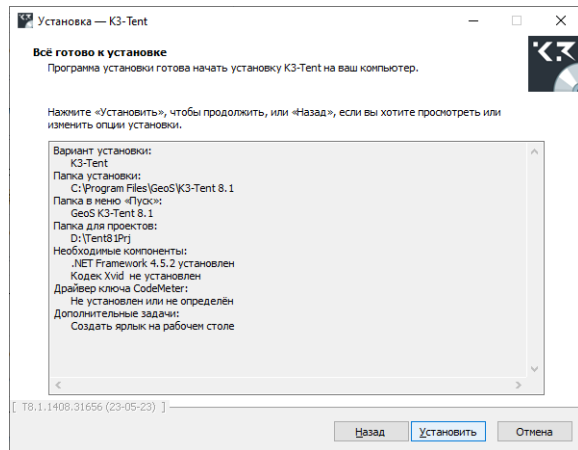 Установка — K3-Tent
Всё готово к установке
Программа установки готова начать установку K3-Tent на ваш компьютер.
Нажмите «Установить», чтобы продолжить, или «Назад», если вы хотите просмотреть или
изменить опции установки.
Вариант установки:
K3-Tent
Папка установки:
C:\Program Files\GeoS\K3-Tent 8.1
Папка в меню «Пуск»:
GeoS K3-Tent 8.1
Папка для проектов:
D:\Tent81Prj
Необходимые компоненты:
.NET Framework 4.5.2 установлен
Кодек Xvid не установлен
Драйвер ключа CodeMeter:
Не установлен или не определён
Дополнительные задачи:
Создать ярлык на рабочем столе
[ T8.1.1408.31656 (23-05-23) ]
Назад Установить Отмена